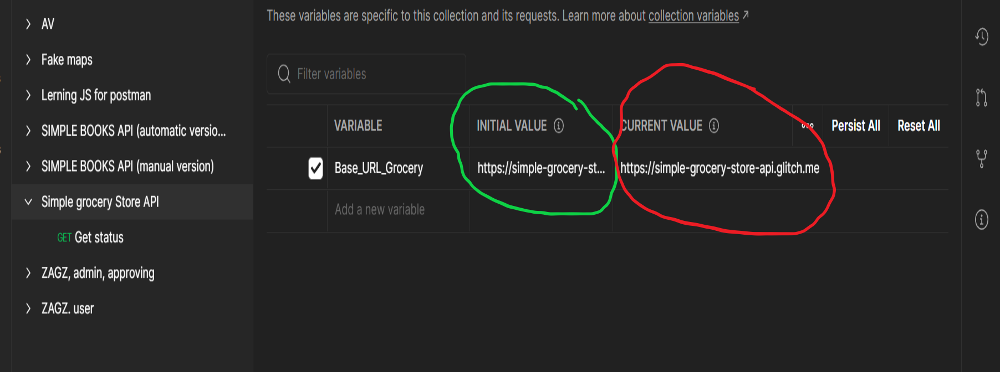 These variables are specific to this collection and its requests. Learn more about collection variables ↗
AV
Fake maps
Lerning JS for postman
SIMPLE BOOKS API (automatic versio...
SIMPLE BOOKS API (manual version)
Simple grocery Store API
GET Get status
ZAGZ, admin, approving
ZAGZ. user
Filter variables
VARIABLE INITIAL VALUE CURRENT VALUE Persist All Reset All
Base_URL_Grocery https://simple-grocery-st... https://simple-grocery-store-api.glitch.me
Add a new variable